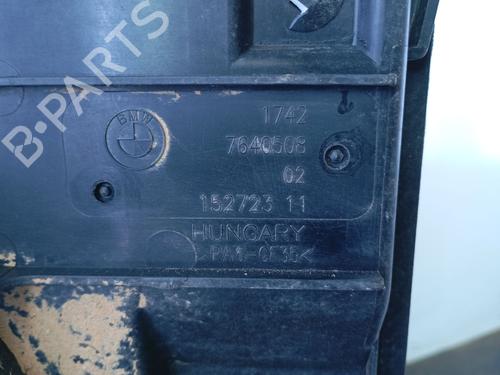 B-PARTS
BMW
1742
7640508
02
152723 11
HUNGARY